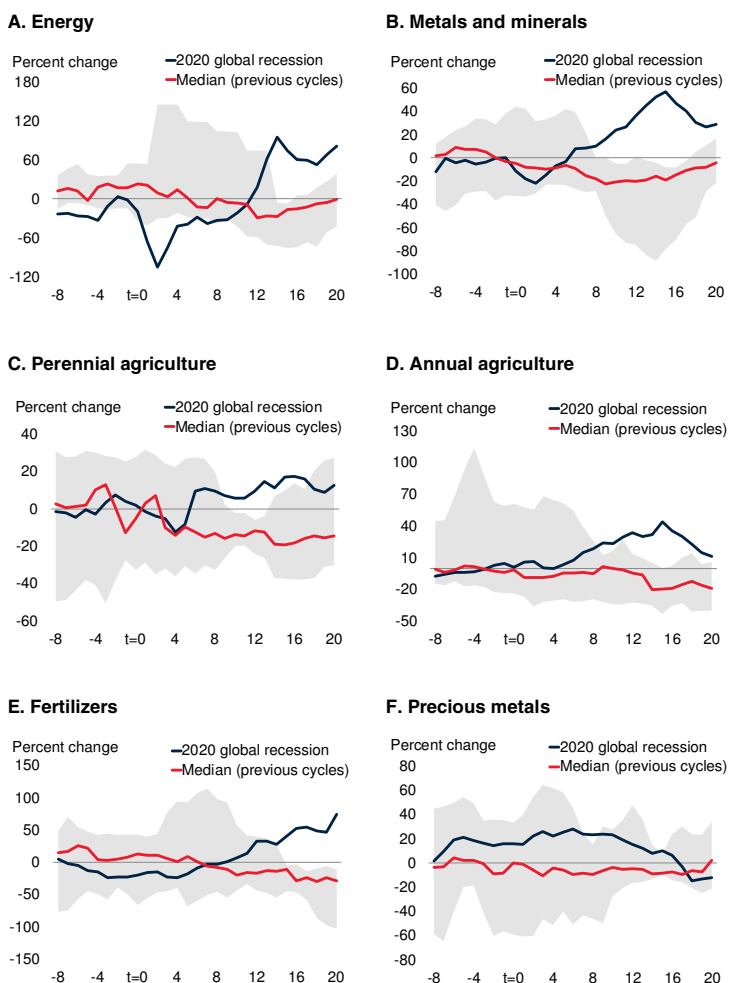 A. Energy
Percent change
2020 global recession
Median (previous cycles)
180
120
60
0
-60
-120
-8 -4 t=0 4 8 12 16 20
B. Metals and minerals
Percent change
2020 global recession
Median (previous cycles)
60
40
20
0
-20
-40
-60
-80
-100
-8 -4 t=0 4 8 12 16 20
C. Perennial agriculture
Percent change
2020 global recession
Median (previous cycles)
40
20
0
-20
-40
-60
-8 -4 t=0 4 8 12 16 20
D. Annual agriculture
Percent change
2020 global recession
Median (previous cycles)
130
100
70
40
10
-20
-50
-8 -4 t=0 4 8 12 16 20
E. Fertilizers
Percent change
2020 global recession
Median (previous cycles)
150
100
50
0
-50
-100
-150
-8 -4 t=0 4 8 12 16 20
F. Precious metals
Percent change
2020 global recession
Median (previous cycles)
80
60
40
20
0
-20
-40
-60
-80
-8 -4 t=0 4 8 12 16 20